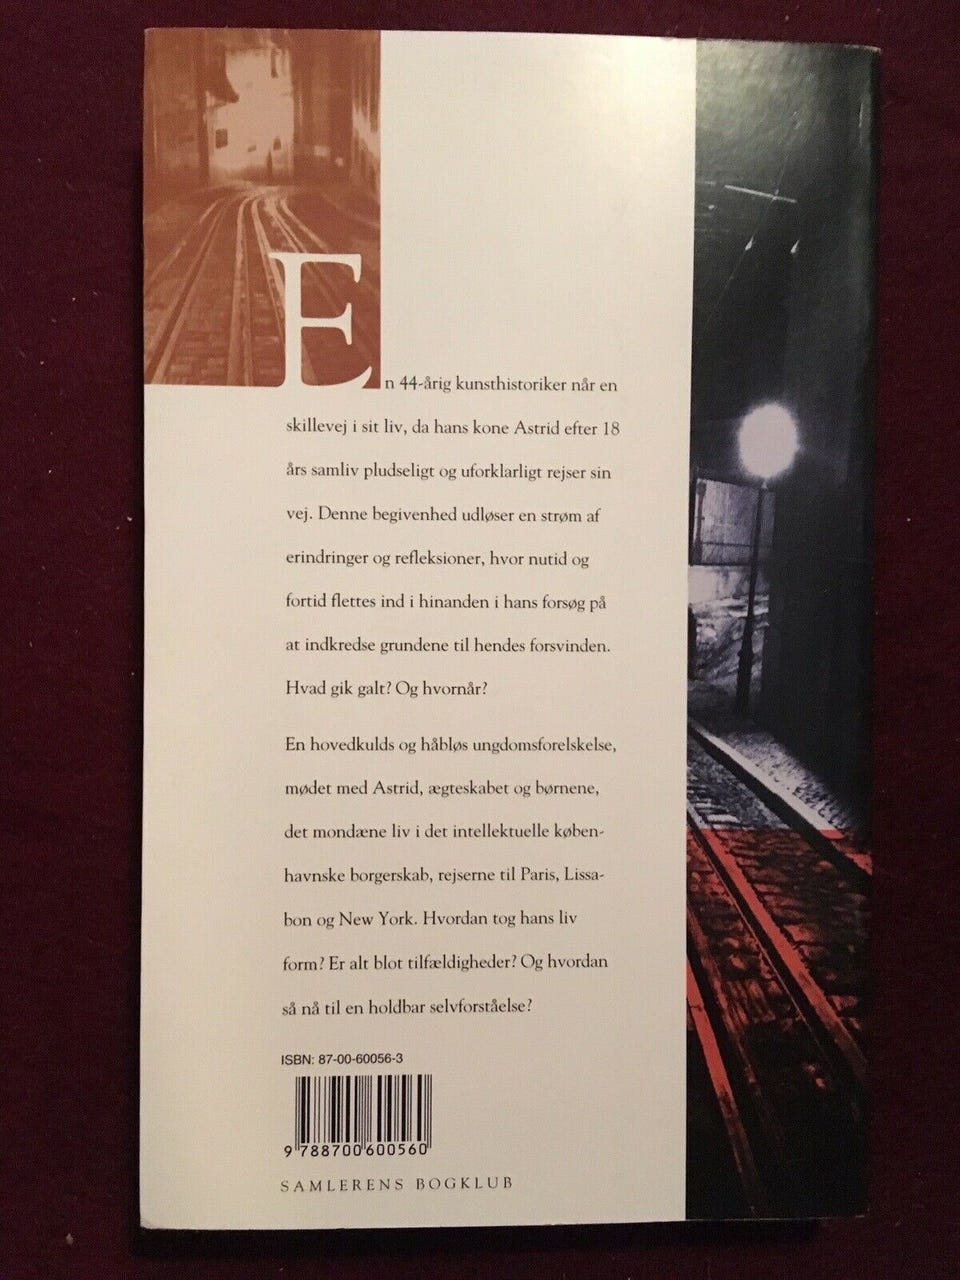 En 44-årig kunsthistoriker når en
skillevej i sit liv, da hans kone Astrid efter 18
års samliv pludseligt og uforklarligt rejser sin
vej. Denne begivenhed udløser en strøm af
erindringer og refleksioner, hvor nutid og
fortid flettes ind i hinanden i hans forsøg på
at indkredse grundene til hendes forsvinden.
Hvad gik galt? Og hvornår?
En hovedkulds og håbløs ungdomsforelskelse,
mødet med Astrid, ægteskabet og børnene,
det mondæne liv i det intellektuelle køben-
havnske borgerskab, rejserne til Paris, Lissa-
bon og New York. Hvordan tog hans liv
form? Er alt blot tilfældigheder? Og hvordan
så nå til en holdbar selvforståelse?
ISBN: 87-00-60056-3
9 788700 600560
SAMLERENS BOGKLUB